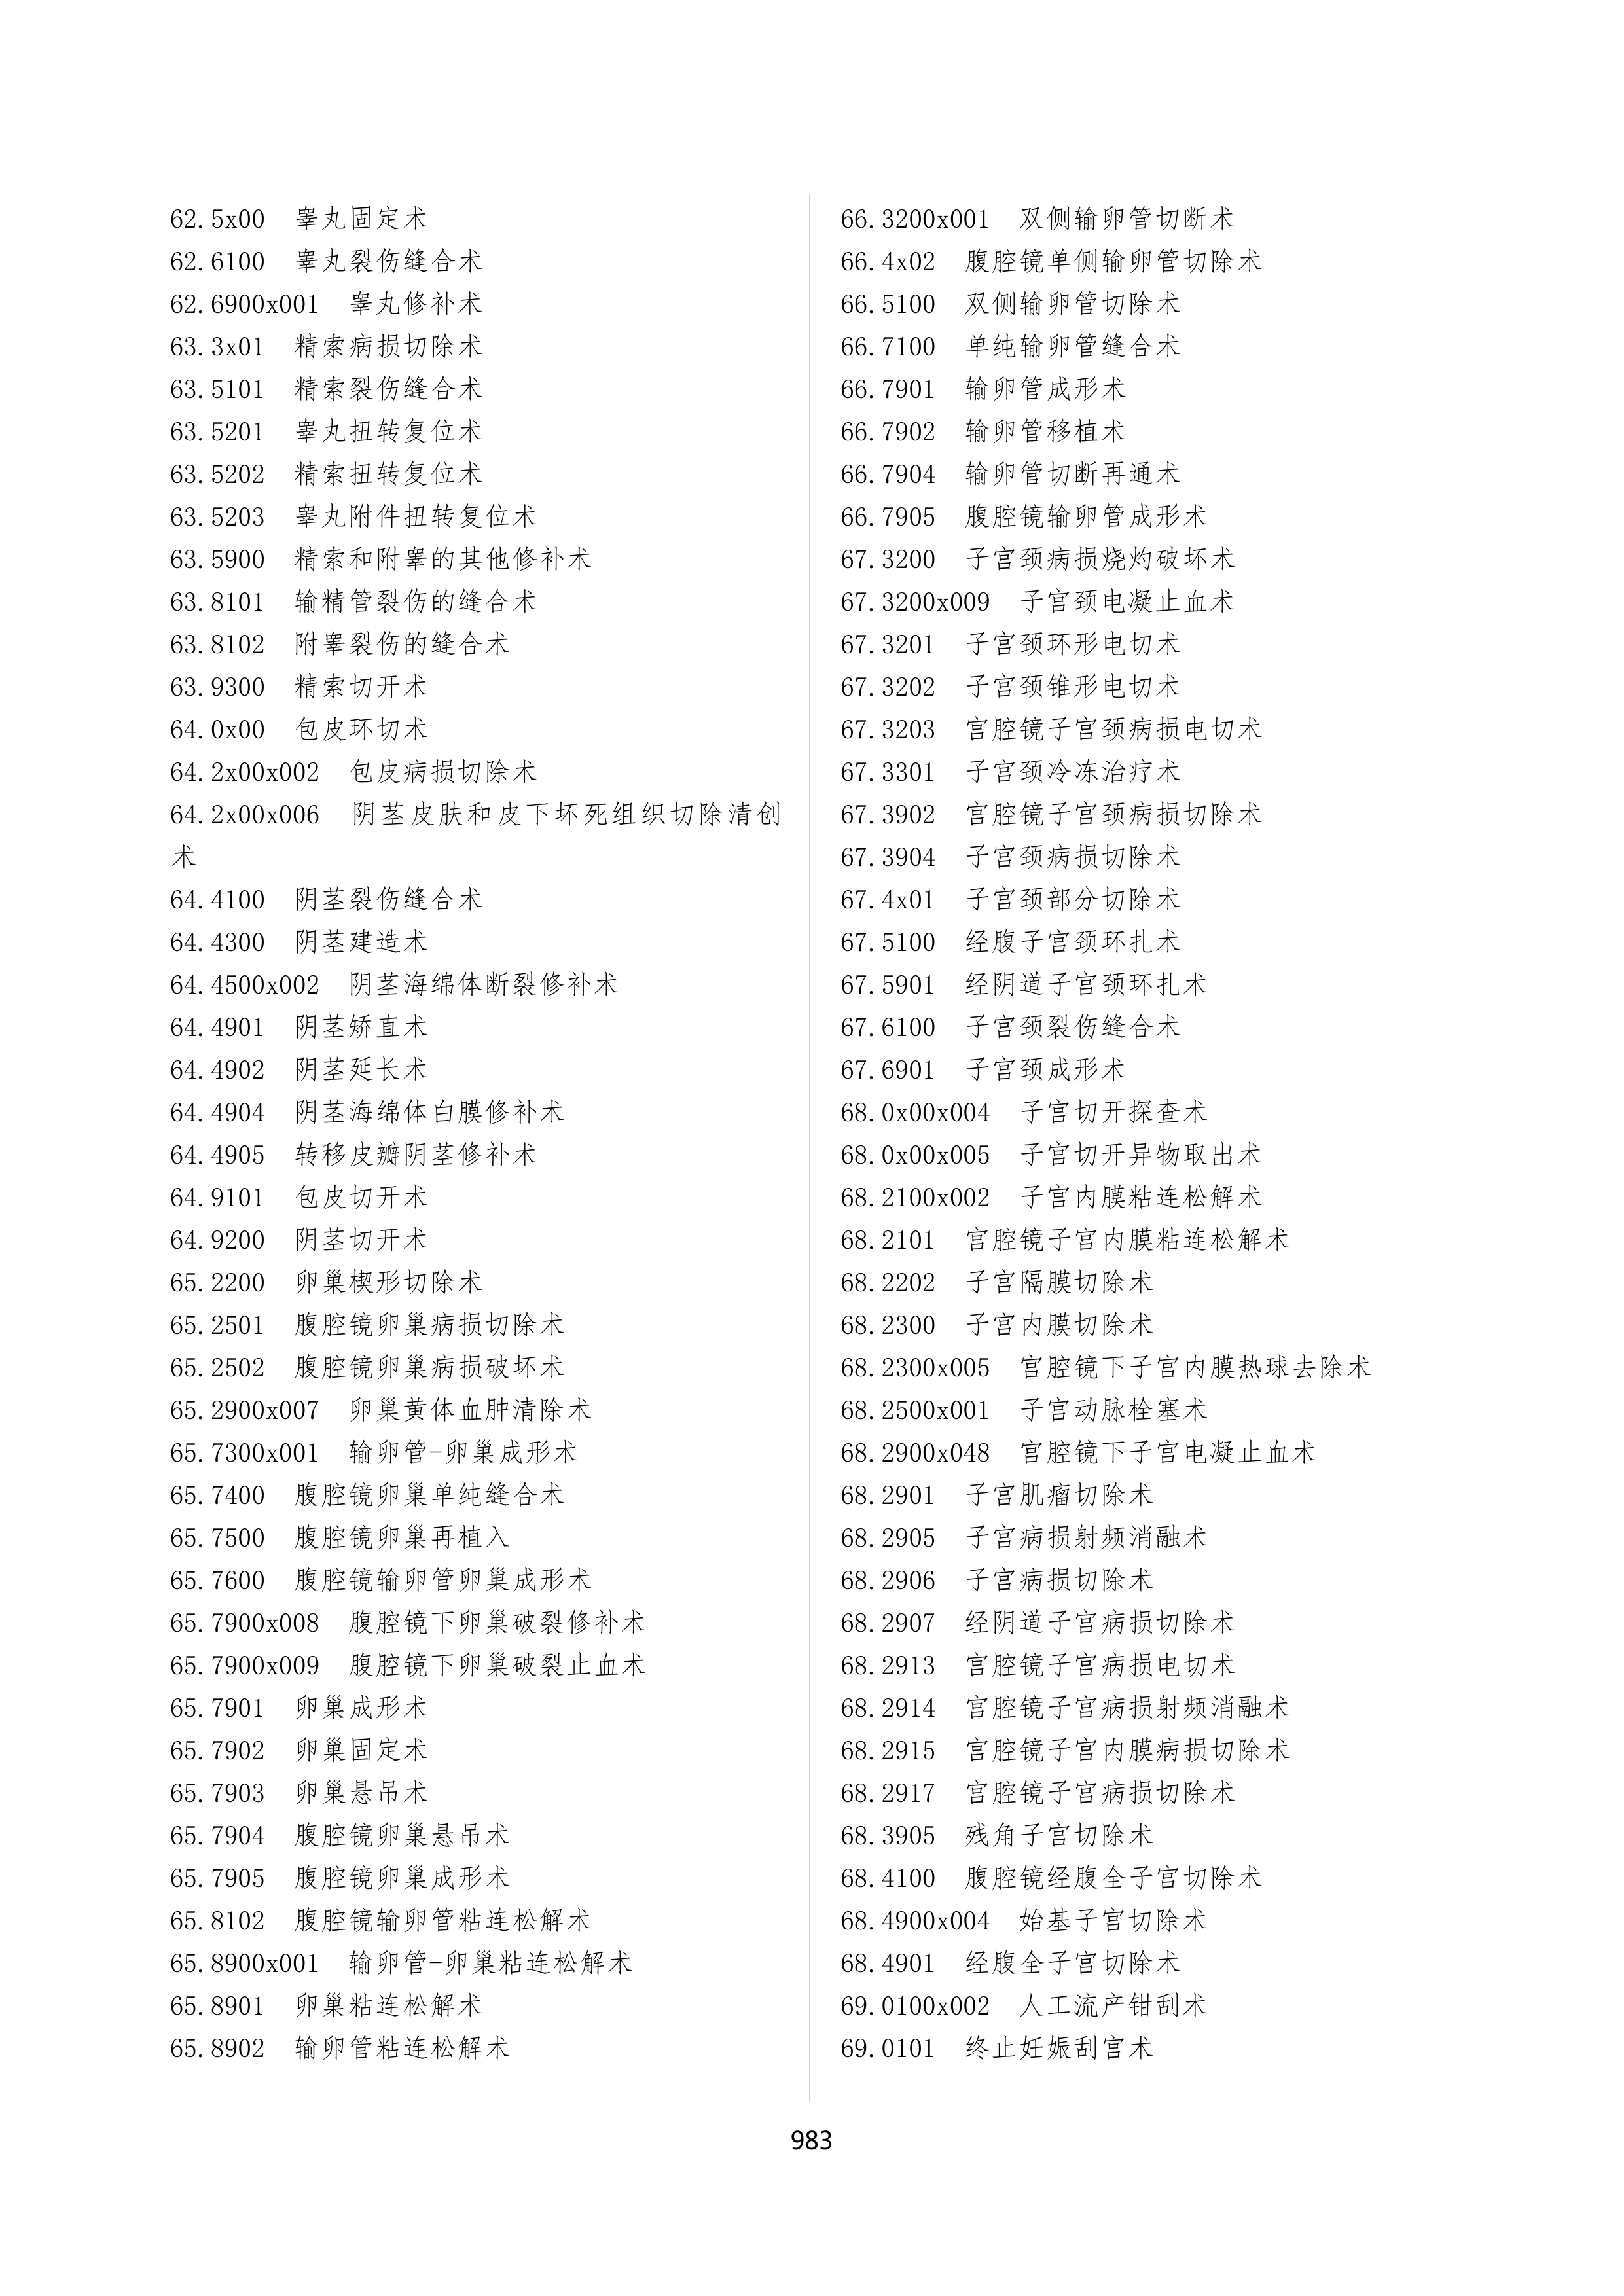 62.5x00　睾丸固定术
62.6100　睾丸裂伤缝合术
62.6900x001　睾丸修补术
63.3x01　精索病损切除术
63.5101　精索裂伤缝合术
63.5201　睾丸扭转复位术
63.5202　精索扭转复位术
63.5203　睾丸附件扭转复位术
63.5900　精索和附睾的其他修补术
63.8101　输精管裂伤的缝合术
63.8102　附睾裂伤的缝合术
63.9300　精索切开术
64.0x00　包皮环切术
64.2x00x002　包皮病损切除术
64.2x00x006　阴茎皮肤和皮下坏死组织切除清创
术
64.4100　阴茎裂伤缝合术
64.4300　阴茎建造术
64.4500x002　阴茎海绵体断裂修补术
64.4901　阴茎矫直术
64.4902　阴茎延长术
64.4904　阴茎海绵体白膜修补术
64.4905　转移皮瓣阴茎修补术
64.9101　包皮切开术
64.9200　阴茎切开术
65.2200　卵巢楔形切除术
65.2501　腹腔镜卵巢病损切除术
65.2502　腹腔镜卵巢病损破坏术
65.2900x007　卵巢黄体血肿清除术
65.7300x001　输卵管-卵巢成形术
65.7400　腹腔镜卵巢单纯缝合术
65.7500　腹腔镜卵巢再植入
65.7600　腹腔镜输卵管卵巢成形术
65.7900x008　腹腔镜下卵巢破裂修补术
65.7900x009　腹腔镜下卵巢破裂止血术
65.7901　卵巢成形术
65.7902　卵巢固定术
65.7903　卵巢悬吊术
65.7904　腹腔镜卵巢悬吊术
65.7905　腹腔镜卵巢成形术
65.8102　腹腔镜输卵管粘连松解术
65.8900x001　输卵管-卵巢粘连松解术
65.8901　卵巢粘连松解术
65.8902　输卵管粘连松解术
66.3200x001　双侧输卵管切断术
66.4x02　腹腔镜单侧输卵管切除术
66.5100　双侧输卵管切除术
66.7100　单纯输卵管缝合术
66.7901　输卵管成形术
66.7902　输卵管移植术
66.7904　输卵管切断再通术
66.7905　腹腔镜输卵管成形术
67.3200　子宫颈病损烧灼破坏术
67.3200x009　子宫颈电凝止血术
67.3201　子宫颈环形电切术
67.3202　子宫颈锥形电切术
67.3203　宫腔镜子宫颈病损电切术
67.3301　子宫颈冷冻治疗术
67.3902　宫腔镜子宫颈病损切除术
67.3904　子宫颈病损切除术
67.4x01　子宫颈部分切除术
67.5100　经腹子宫颈环扎术
67.5901　经阴道子宫颈环扎术
67.6100　子宫颈裂伤缝合术
67.6901　子宫颈成形术
68.0x00x004　子宫切开探查术
68.0x00x005　子宫切开异物取出术
68.2100x002　子宫内膜粘连松解术
68.2101　宫腔镜子宫内膜粘连松解术
68.2202　子宫隔膜切除术
68.2300　子宫内膜切除术
68.2300x005　宫腔镜下子宫内膜热球去除术
68.2500x001　子宫动脉栓塞术
68.2900x048　宫腔镜下子宫电凝止血术
68.2901　子宫肌瘤切除术
68.2905　子宫病损射频消融术
68.2906　子宫病损切除术
68.2907　经阴道子宫病损切除术
68.2913　宫腔镜子宫病损电切术
68.2914　宫腔镜子宫病损射频消融术
68.2915　宫腔镜子宫内膜病损切除术
68.2917　宫腔镜子宫病损切除术
68.3905　残角子宫切除术
68.4100　腹腔镜经腹全子宫切除术
68.4900x004　始基子宫切除术
68.4901　经腹全子宫切除术
69.0100x002　人工流产钳刮术
69.0101　终止妊娠刮宫术
983